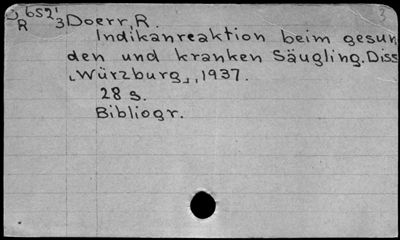 652'
R 3 Doerr, R.
Indikanreaktion beim gesun
den und kranken Säugling. Diss
⌞Würzburg⌟, 1937.
28 s.
Bibliogr.